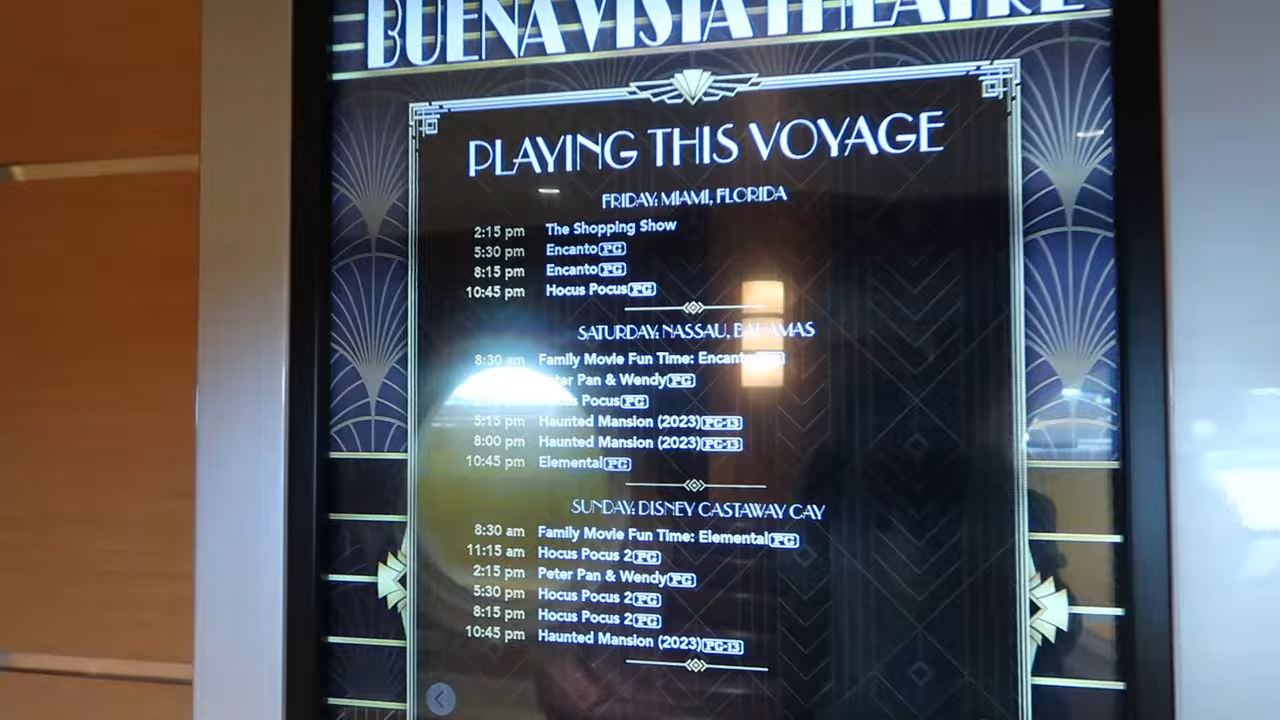 BUENA VISTA THEATRE
PLAYING THIS VOYAGE
FRIDAY: MIAMI, FLORIDA
2:15 pm The Shopping Show
5:30 pm Encanto PG
8:15 pm Encanto PG
10:45 pm Hocus Pocus PG
SATURDAY: NASSAU, BAHAMAS
8:30 am Family Movie Fun Time: Encanto
Pan & Wendy PG
Pocus PG
5:15 pm Haunted Mansion (2023) PG-13
8:00 pm Haunted Mansion (2023) PG-13
10:45 pm Elemental PG
SUNDAY: DISNEY CASTAWAY CAY
8:30 am Family Movie Fun Time: Elemental PG
11:15 am Hocus Pocus 2 PG
2:15 pm Peter Pan & Wendy PG
5:30 pm Hocus Pocus 2 PG
8:15 pm Hocus Pocus 2 PG
10:45 pm Haunted Mansion (2023) PG-13